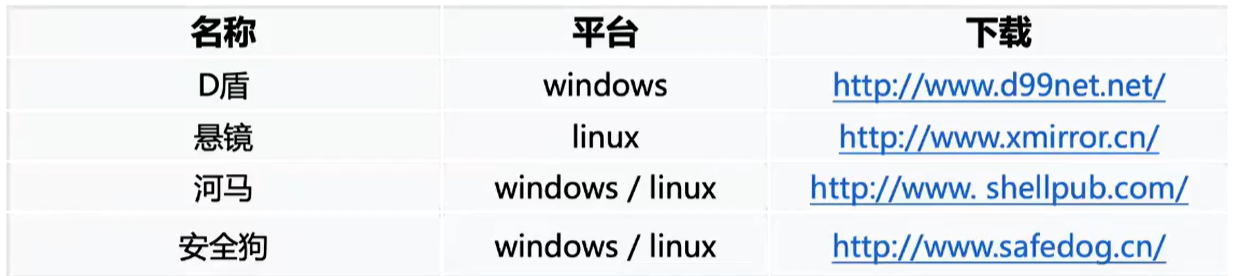 名称 平台 下载
D盾 windows http://www.d99net.net/
悬镜 linux http://www.xmirror.cn/
河马 windows / linux http://www. shellpub.com/
安全狗 windows / linux http://www.safedog.cn/